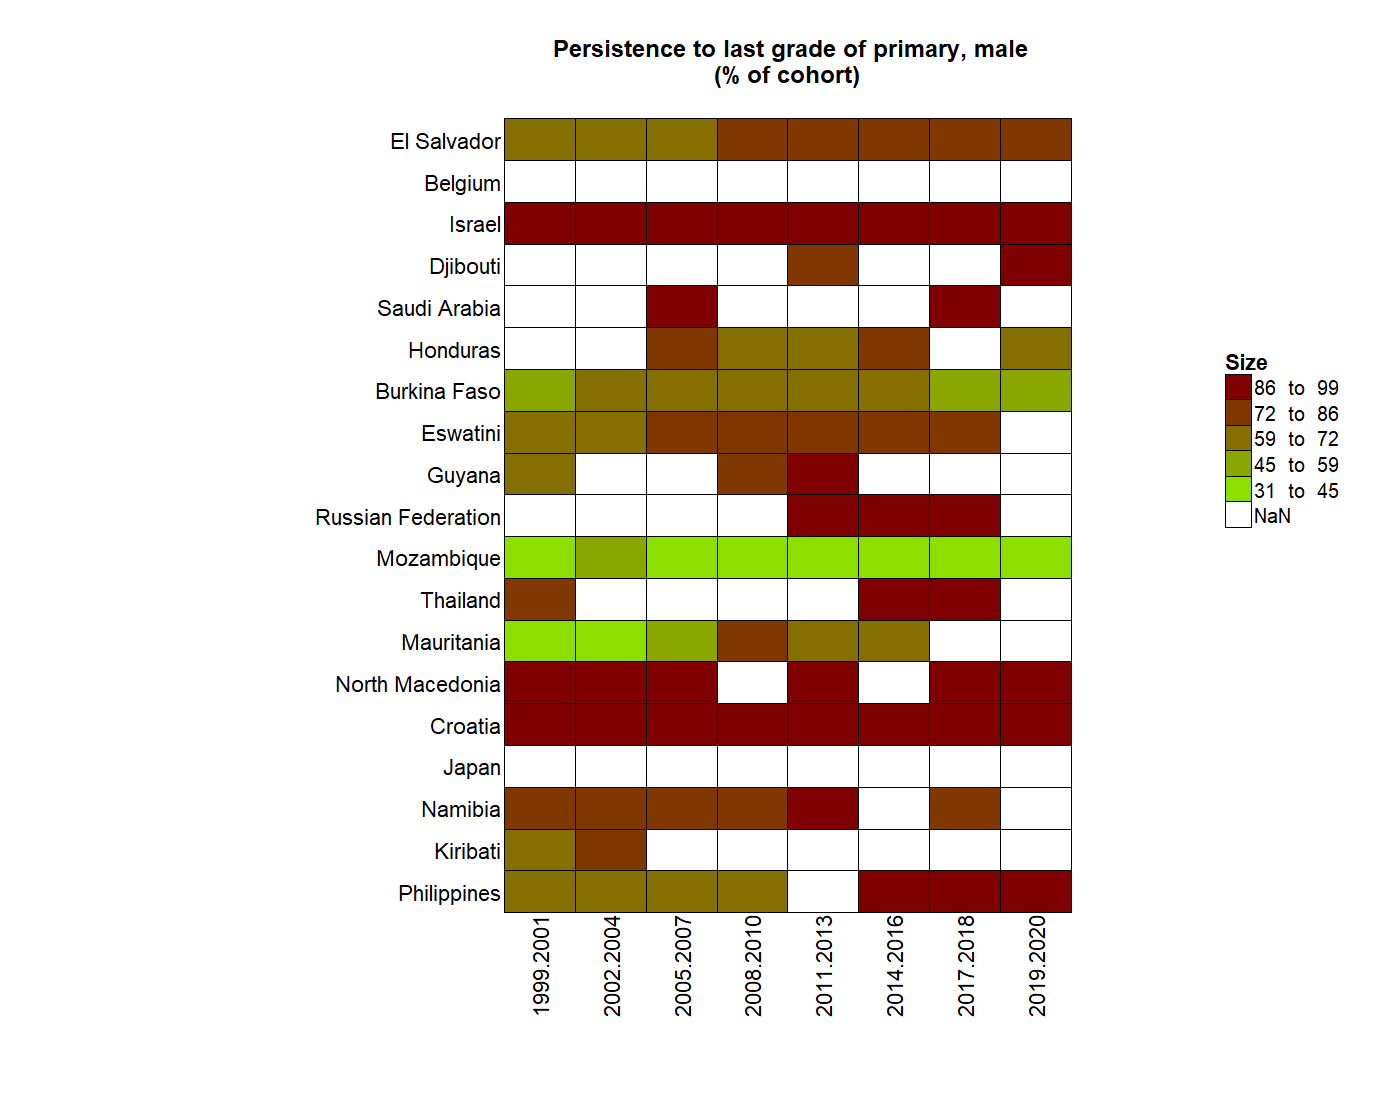 Persistence to last grade of primary, male
(% of cohort)
El Salvador
Belgium
Israel
Djibouti
Saudi Arabia
Honduras
Burkina Faso
Eswatini
Guyana
Russian Federation
Mozambique
Thailand
Mauritania
North Macedonia
Croatia
Japan
Namibia
Kiribati
Philippines
1999.2001
2002.2004
2005.2007
2008.2010
2011.2013
2014.2016
2017.2018
2019.2020
Size
86 to 99
72 to 86
59 to 72
45 to 59
31 to 45
NaN